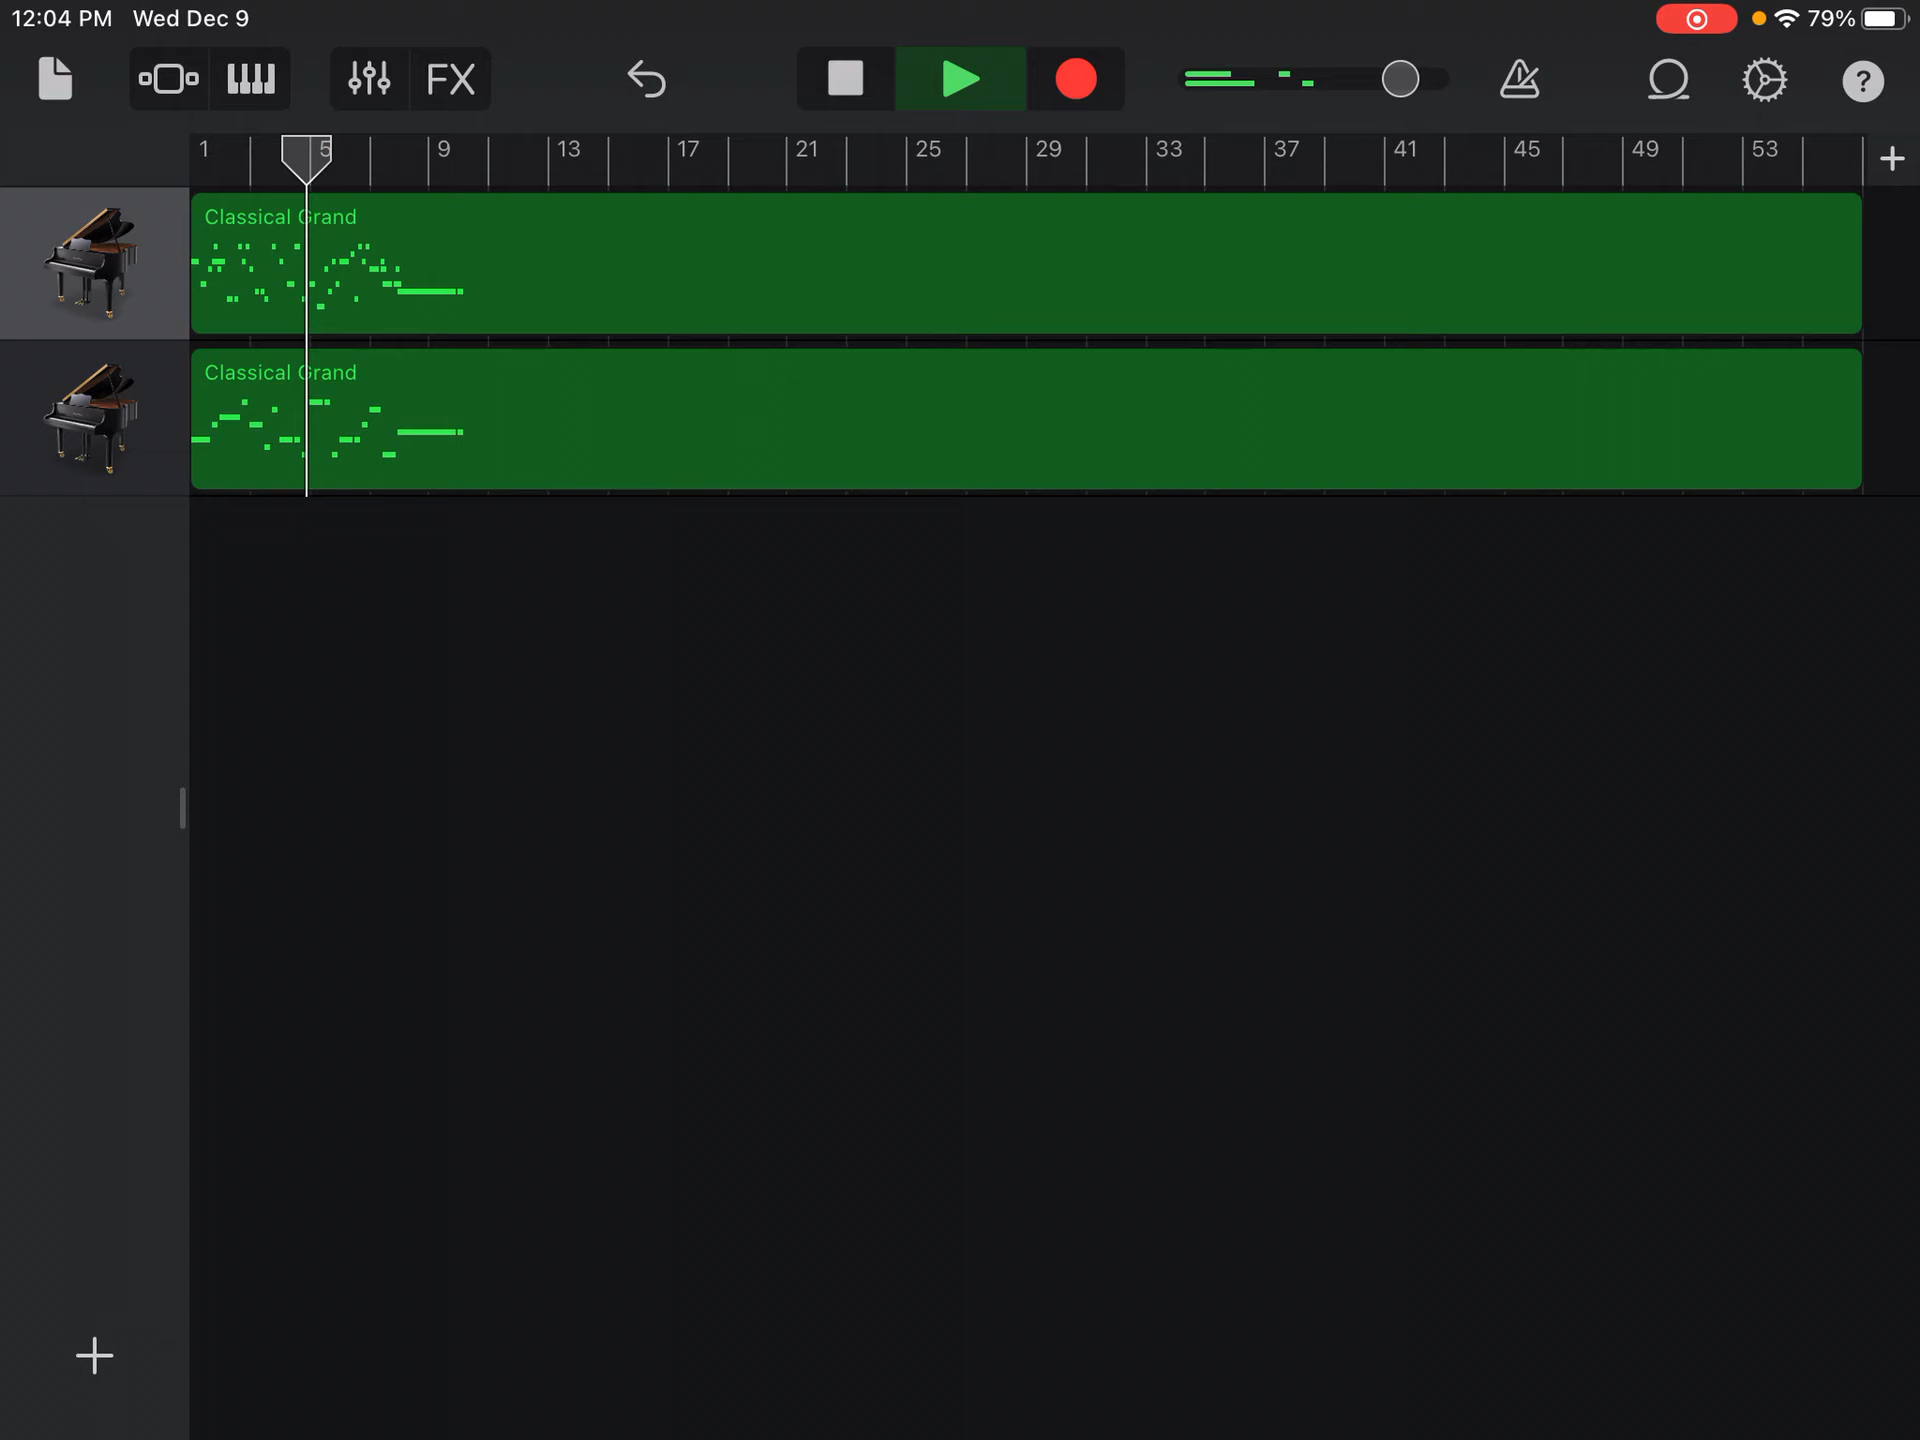 12:04 PM Wed Dec 9 79%
FX ?
1 5 9 13 17 21 25 29 33 37 41 45 49 53
Classical Grand
Classical Grand